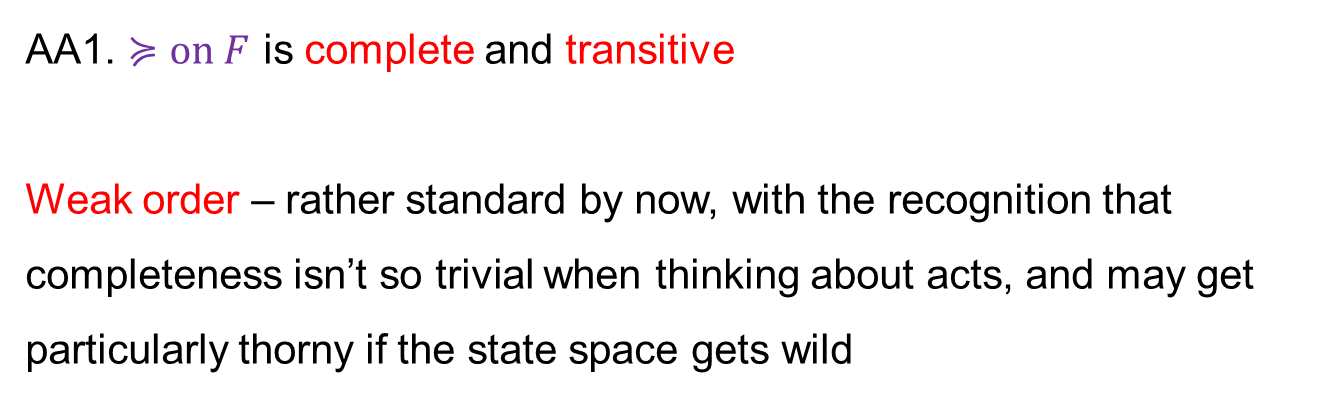 AA1. ≽ on F is complete and transitive
Weak order – rather standard by now, with the recognition that
completeness isn’t so trivial when thinking about acts, and may get
particularly thorny if the state space gets wild